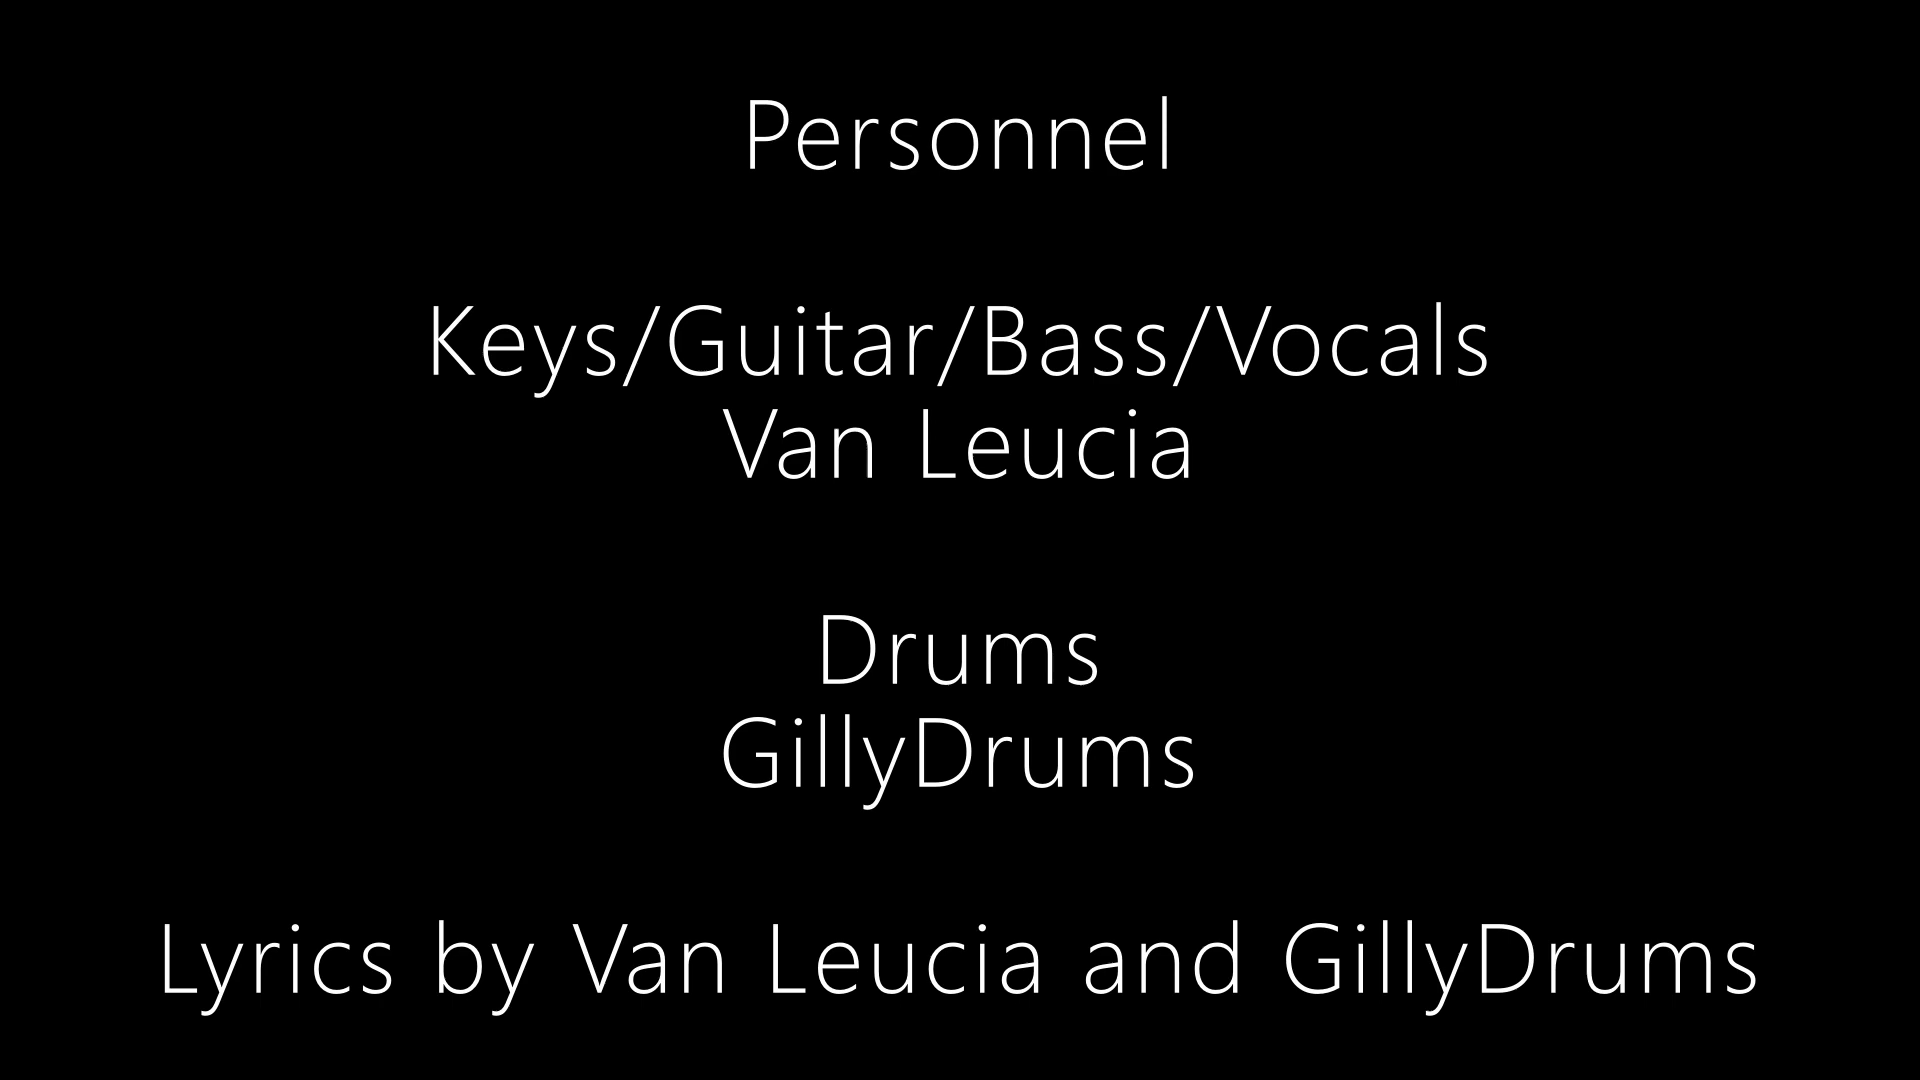 Personnel
Keys/Guitar/Bass/Vocals
Van Leucia
Drums
GillyDrums
Lyrics by Van Leucia and GillyDrums